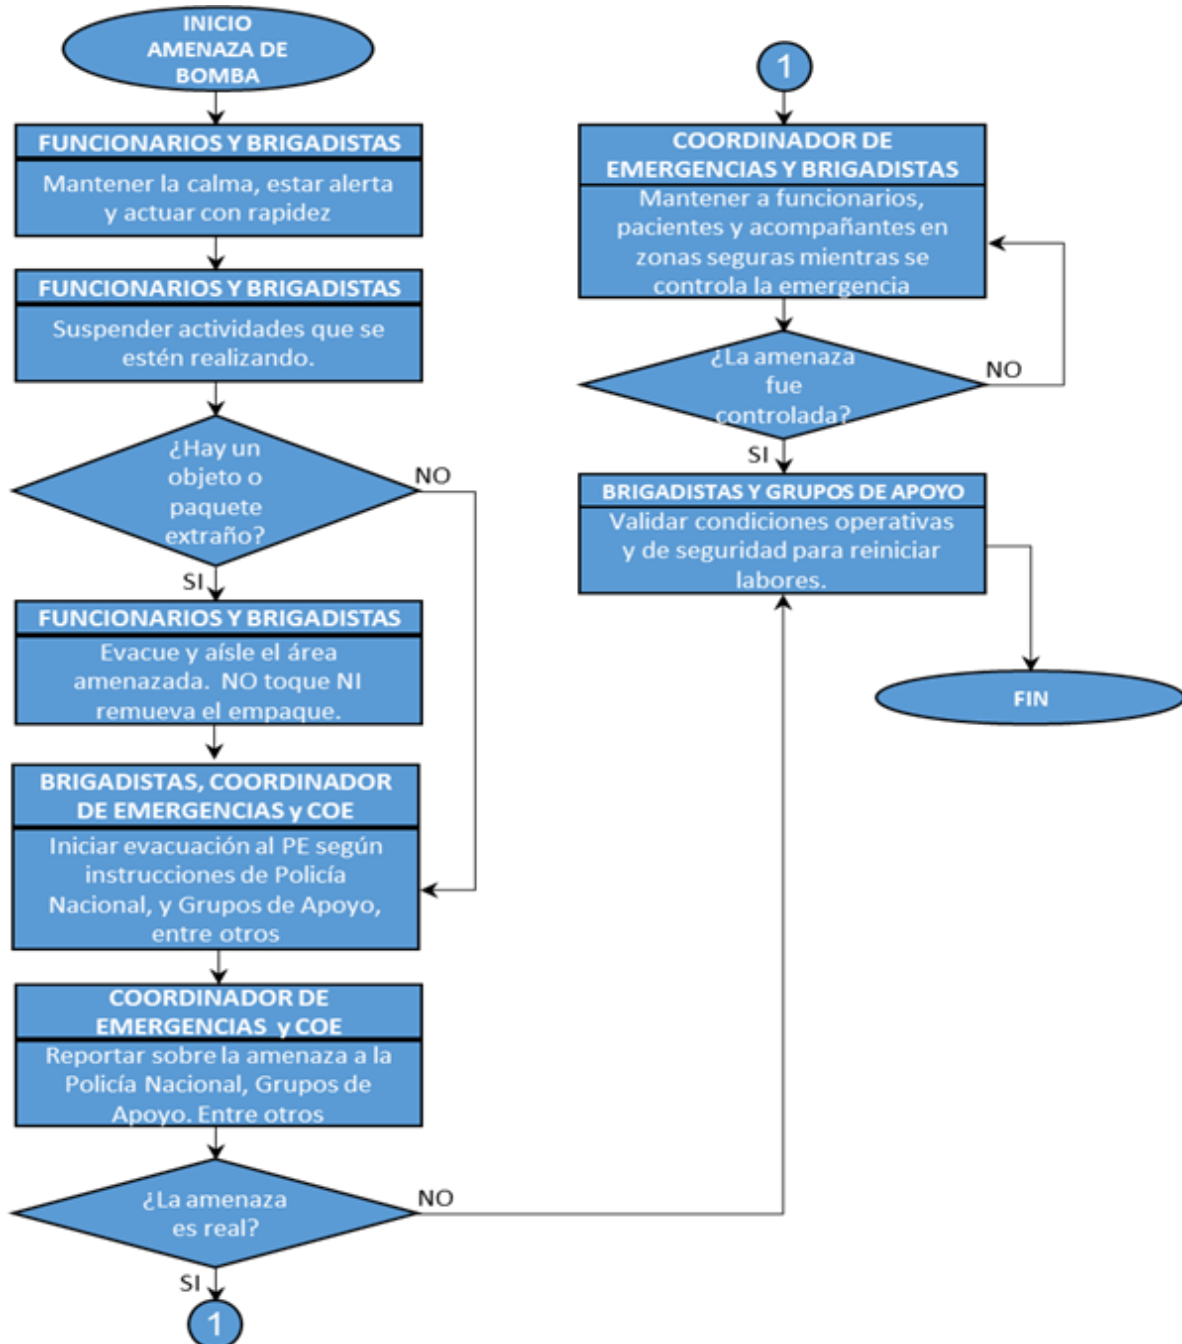 INICIO
AMENAZA DE
BOMBA
FUNCIONARIOS Y BRIGADISTAS
Mantener la calma, estar alerta
y actuar con rapidez
FUNCIONARIOS Y BRIGADISTAS
Suspender actividades que se
estén realizando.
¿Hay un
objeto o
paquete
extraño?
NO
SI
FUNCIONARIOS Y BRIGADISTAS
Evacue y aísle el área
amenazada. NO toque NI
remueva el empaque.
BRIGADISTAS, COORDINADOR
DE EMERGENCIAS y COE
Iniciar evacuación al PE según
instrucciones de Policía
Nacional, y Grupos de Apoyo,
entre otros
COORDINADOR DE
EMERGENCIAS y COE
Reportar sobre la amenaza a la
Policía Nacional, Grupos de
Apoyo. Entre otros
¿La amenaza
es real?
NO
SI
1
1
COORDINADOR DE
EMERGENCIAS Y BRIGADISTAS
Mantener a funcionarios,
pacientes y acompañantes en
zonas seguras mientras se
controla la emergencia
¿La amenaza
fue
controlada?
NO
SI
BRIGADISTAS Y GRUPOS DE APOYO
Validar condiciones operativas
y de seguridad para reiniciar
labores.
FIN